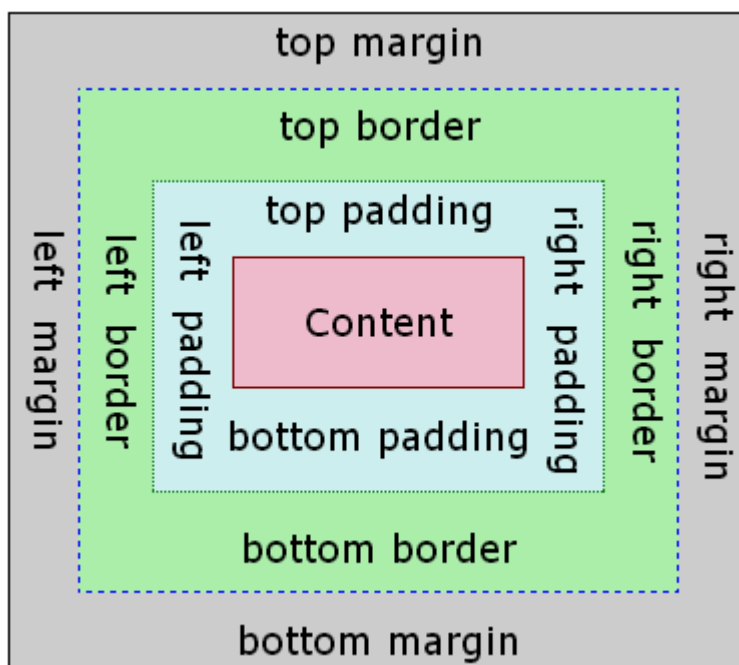 top margin
top border
top padding
left margin
left border
left padding
Content
right padding
right border
right margin
bottom padding
bottom border
bottom margin